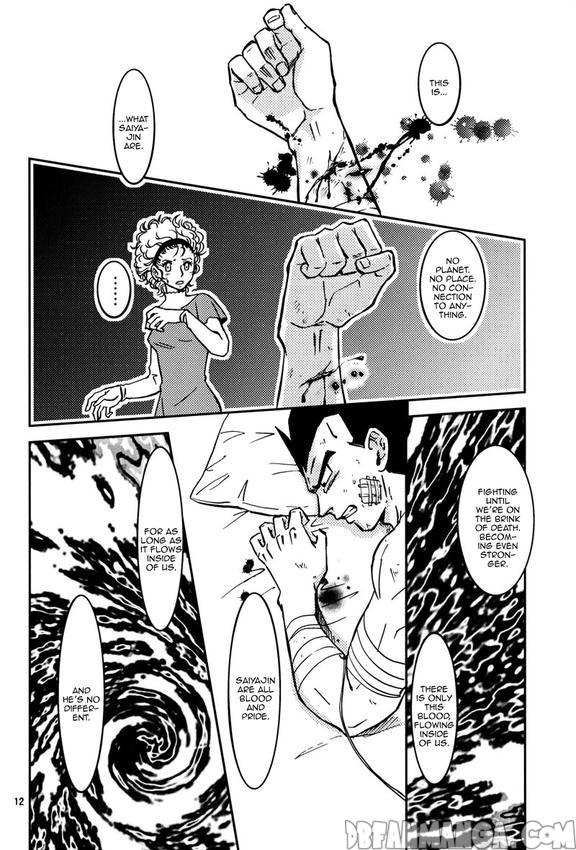 THIS
IS...
...WHAT
SAIYA-
JIN
ARE.
NO
PLANET.
NO PLACE.
NO CON-
NECTION
TO ANY-
THING.
......
FIGHTING
UNTIL
WE'RE ON
THE BRINK
OF DEATH.
BECOM-
ING EVEN
STRON-
GER.
THERE
IS ONLY
THIS
BLOOD,
FLOWING
INSIDE
OF US.
SAIYAJIN
ARE ALL
BLOOD
AND
PRIDE.
FOR AS
LONG AS
IT FLOWS
INSIDE
OF US.
AND
HE'S NO
DIFFER-
ENT.
12
DBFANMANGA.COM